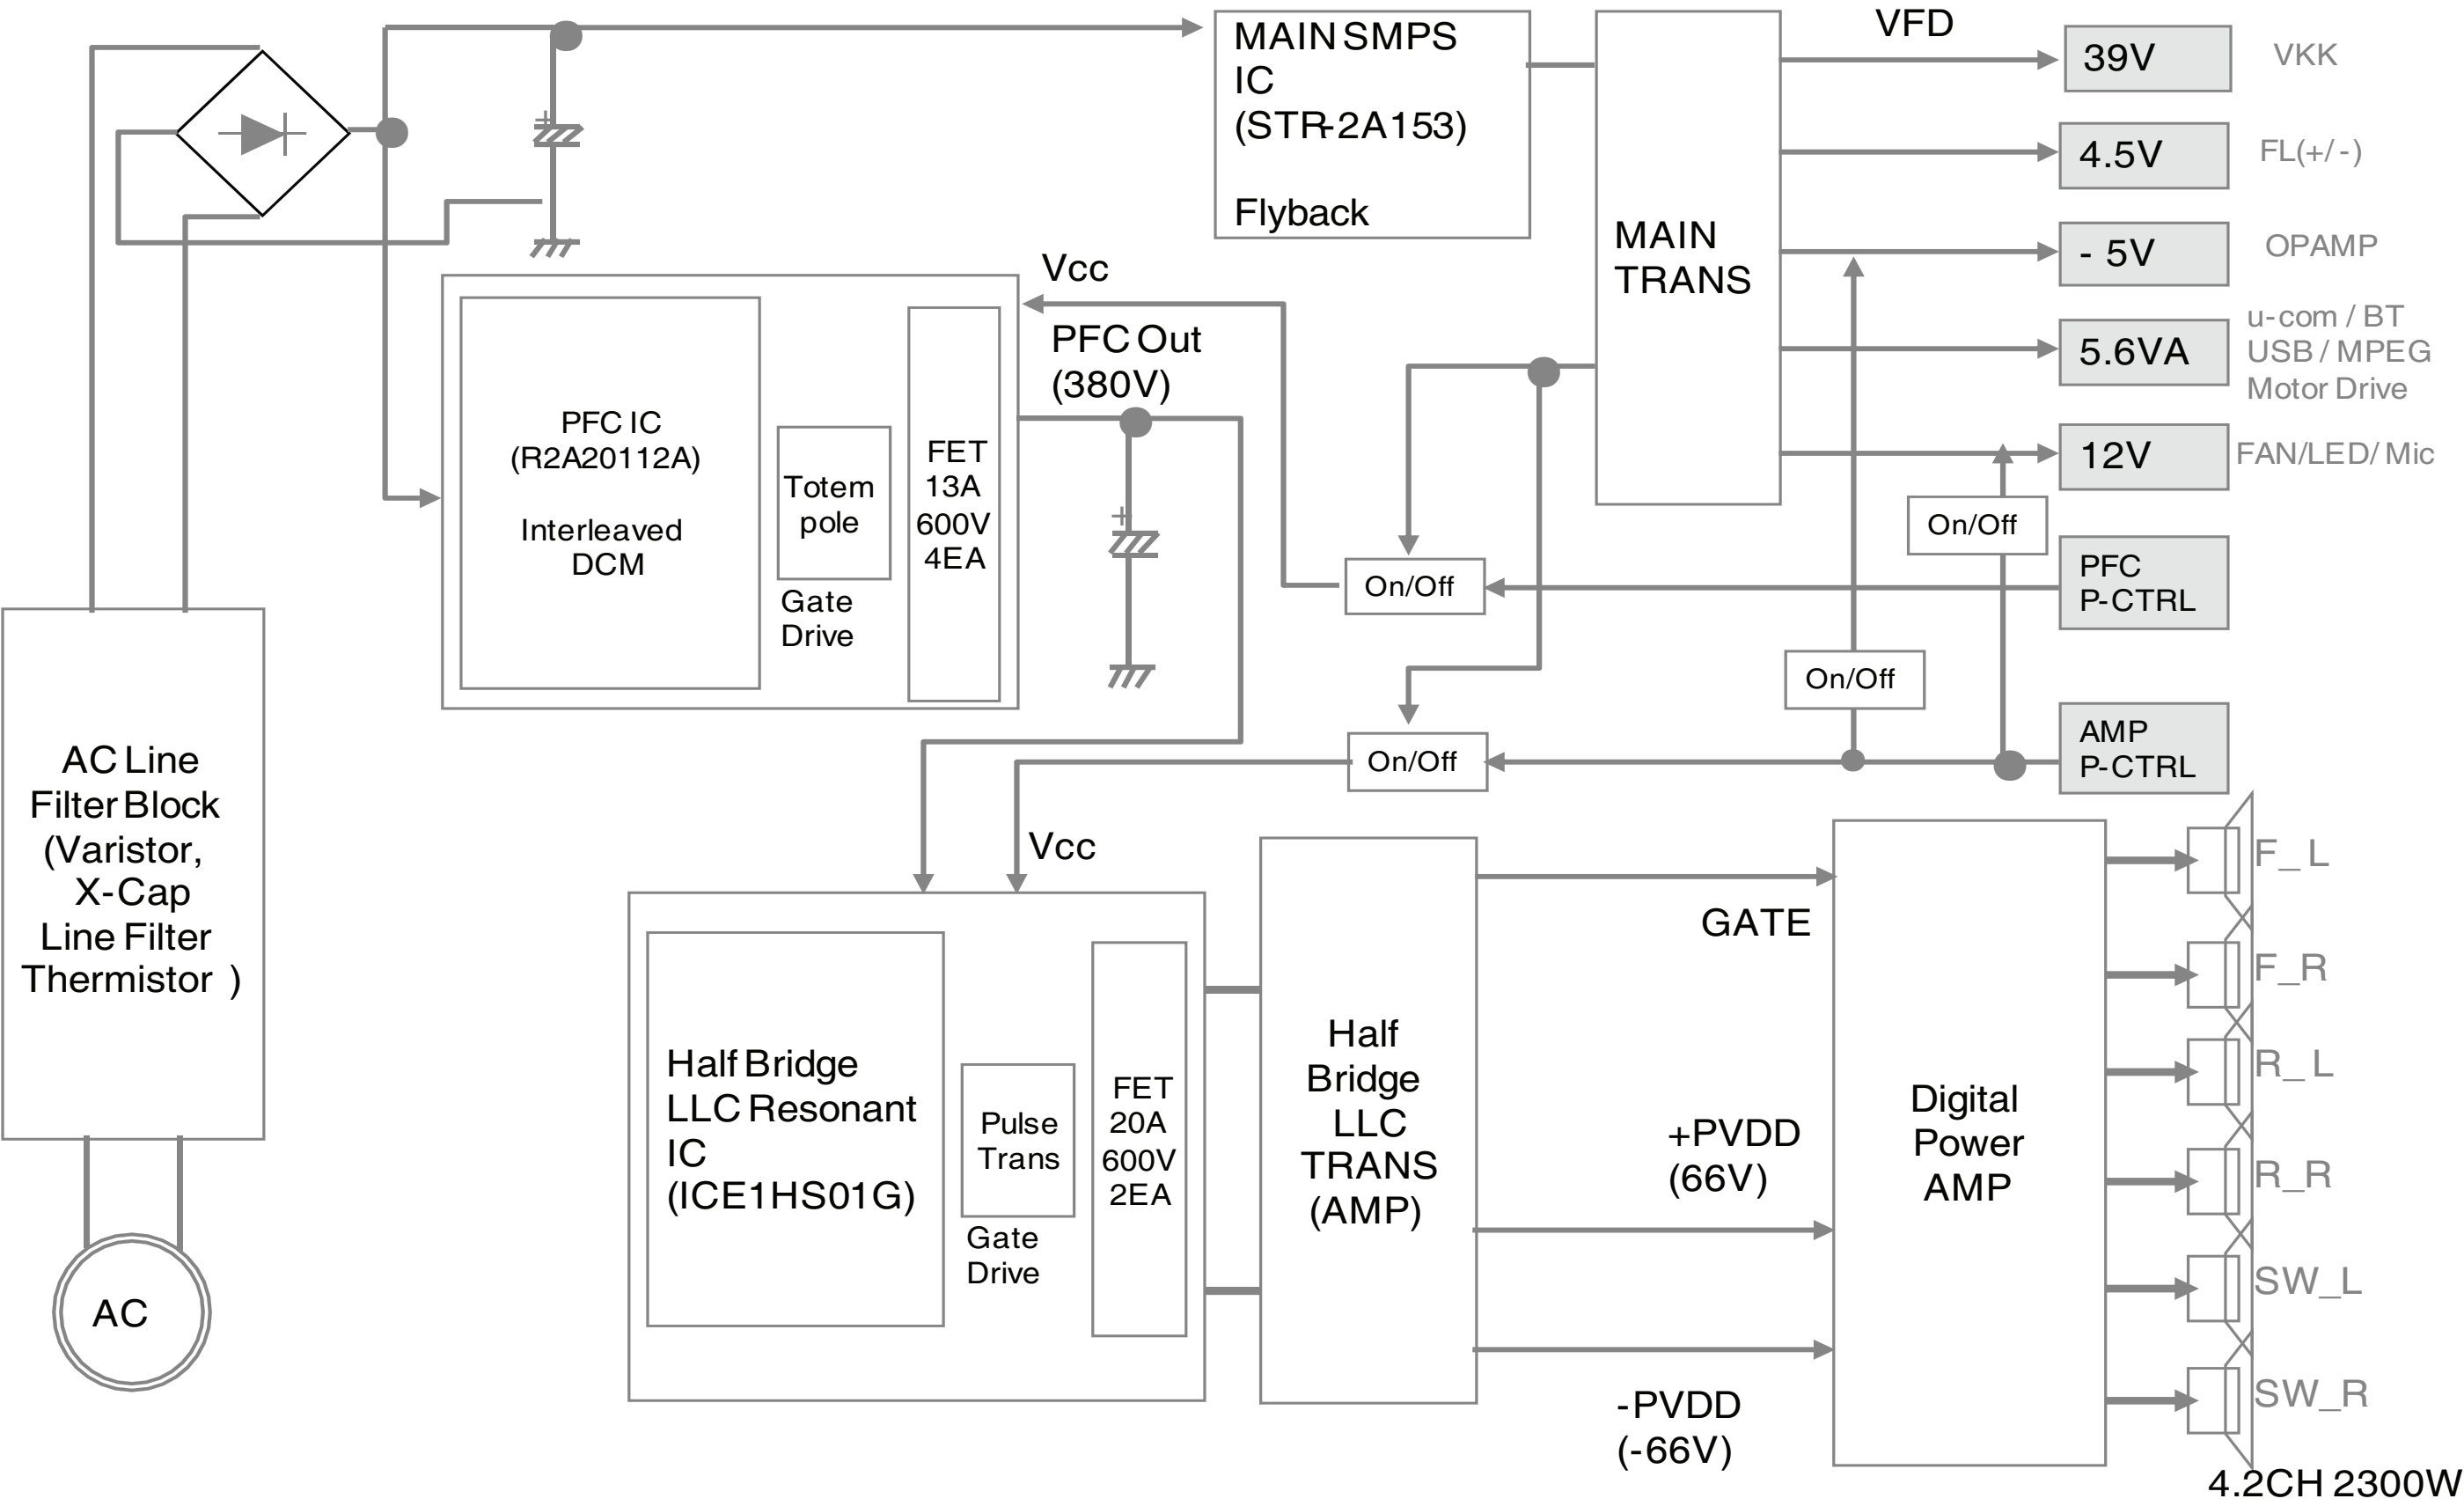 MAIN SMPS
IC
(STR-2A153)
Flyback
MAIN
TRANS
VFD
39V
VKK
4.5V
FL(+/-)
- 5V
OPAMP
5.6VA
u-com / BT
USB / MPEG
Motor Drive
12V
FAN/LED/ Mic
On/Off
PFC
P-CTRL
On/Off
On/Off
AMP
P-CTRL
On/Off
Vcc
PFC Out
(380V)
PFC IC
(R2A20112A)
Interleaved
DCM
Totem
pole
Gate
Drive
FET
13A
600V
4EA
+
+
AC Line
Filter Block
(Varistor,
X-Cap
Line Filter
Thermistor )
AC
Vcc
Half Bridge
LLC Resonant
IC
(ICE1HS01G)
Pulse
Trans
Gate
Drive
FET
20A
600V
2EA
Half
Bridge
LLC
TRANS
(AMP)
GATE
+PVDD
(66V)
-PVDD
(-66V)
Digital
Power
AMP
F_ L
F_R
R_ L
R_R
SW_L
SW_R
4.2CH 2300W